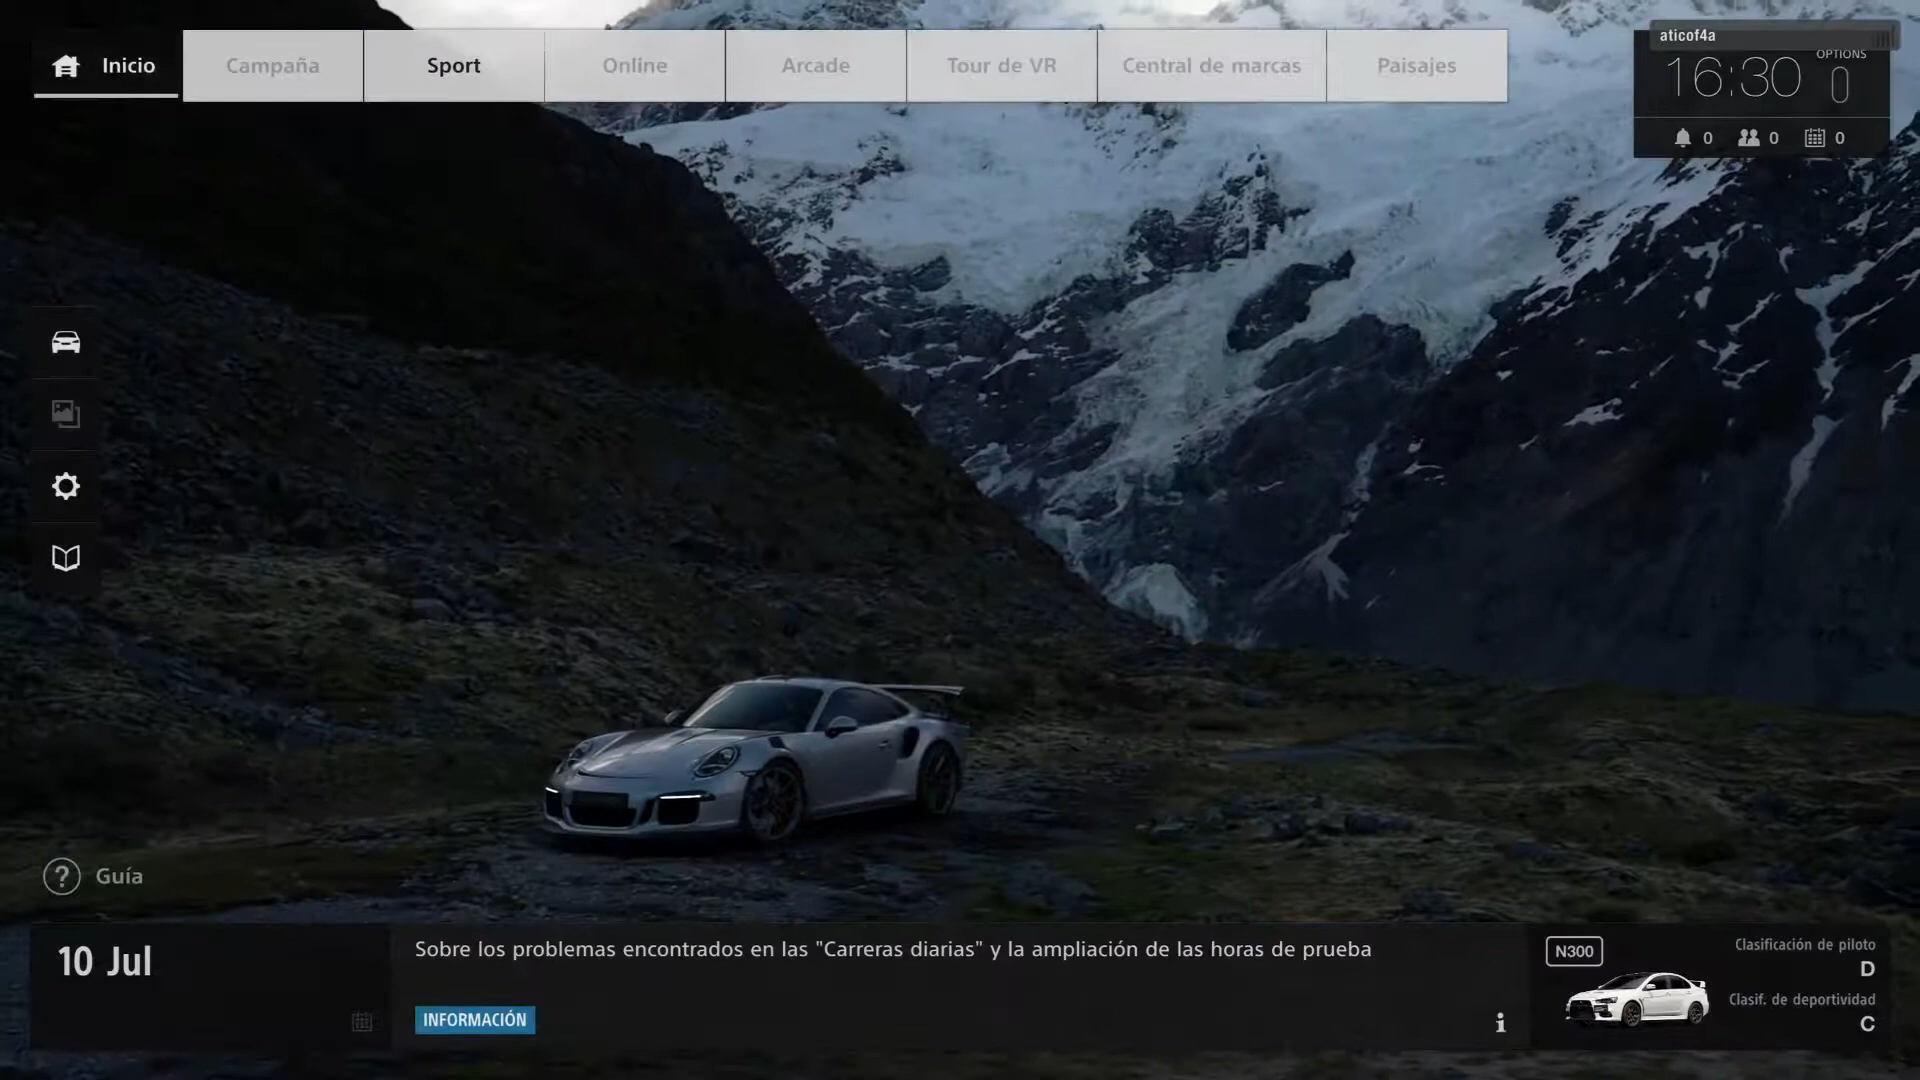 Inicio
Campaña
Sport
Online
Arcade
Tour de VR
Central de marcas
Paisajes
aticof4a
16:30
OPTIONS
0
0
0
Guía
10 Jul
Sobre los problemas encontrados en las "Carreras diarias" y la ampliación de las horas de prueba
INFORMACIÓN
N300
Clasificación de piloto
D
Clasif. de deportividad
C